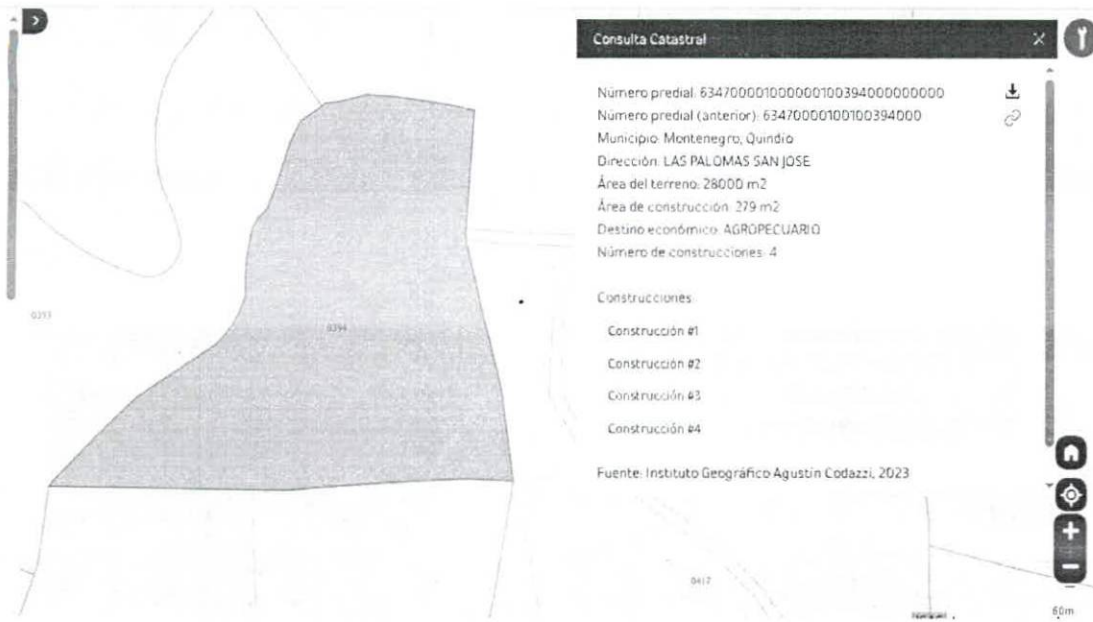 Consulta Catastral
Número predial: 634700001000000100394000000000
Número predial (anterior): 63470000100100394000
Municipio: Montenegro, Quindío
Dirección: LAS PALOMAS SAN JOSE
Área del terreno: 28000 m2
Área de construcción: 279 m2
Destino económico: AGROPECUARIO
Número de construcciones: 4
Construcciones
Construcción #1
Construcción #2
Construcción #3
Construcción #4
Fuente: Instituto Geográfico Agustín Codazzi, 2023
0394
0417
60m